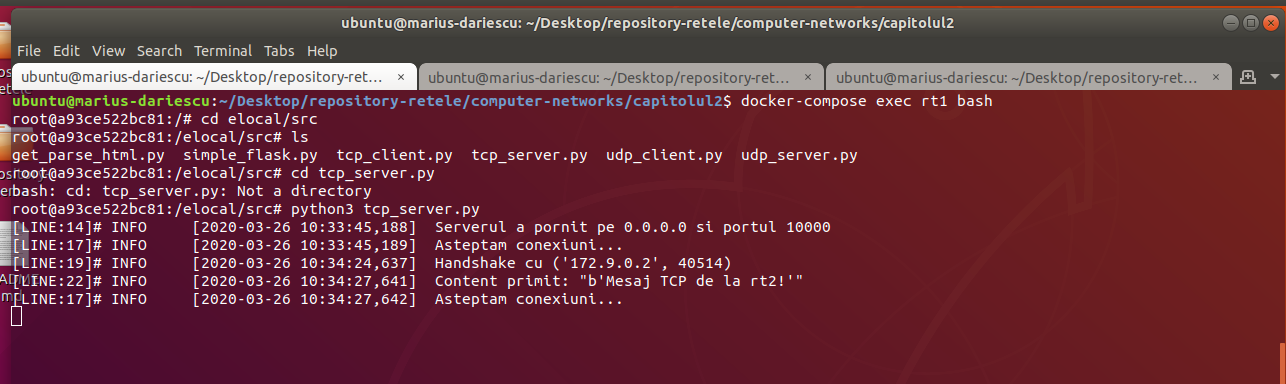 ubuntu@marius-dariescu: ~/Desktop/repository-retele/computer-networks/capitolul2
File Edit View Search Terminal Tabs Help
ubuntu@marius-dariescu: ~/Desktop/repository-ret... × ubuntu@marius-dariescu: ~/Desktop/repository-ret... × ubuntu@marius-dariescu: ~/Desktop/repository-ret... ×
ubuntu@marius-dariescu:~/Desktop/repository-retele/computer-networks/capitolul2$ docker-compose exec rt1 bash
root@a93ce522bc81:/# cd elocal/src
root@a93ce522bc81:/elocal/src# ls
get_parse_html.py  simple_flask.py  tcp_client.py  tcp_server.py  udp_client.py  udp_server.py
root@a93ce522bc81:/elocal/src# cd tcp_server.py
bash: cd: tcp_server.py: Not a directory
root@a93ce522bc81:/elocal/src# python3 tcp_server.py
[LINE:14]# INFO     [2020-03-26 10:33:45,188]  Serverul a pornit pe 0.0.0.0 si portul 10000
[LINE:17]# INFO     [2020-03-26 10:33:45,189]  Asteptam conexiuni...
[LINE:19]# INFO     [2020-03-26 10:34:24,637]  Handshake cu ('172.9.0.2', 40514)
[LINE:22]# INFO     [2020-03-26 10:34:27,641]  Content primit: "b'Mesaj TCP de la rt2!'"
[LINE:17]# INFO     [2020-03-26 10:34:27,642]  Asteptam conexiuni...